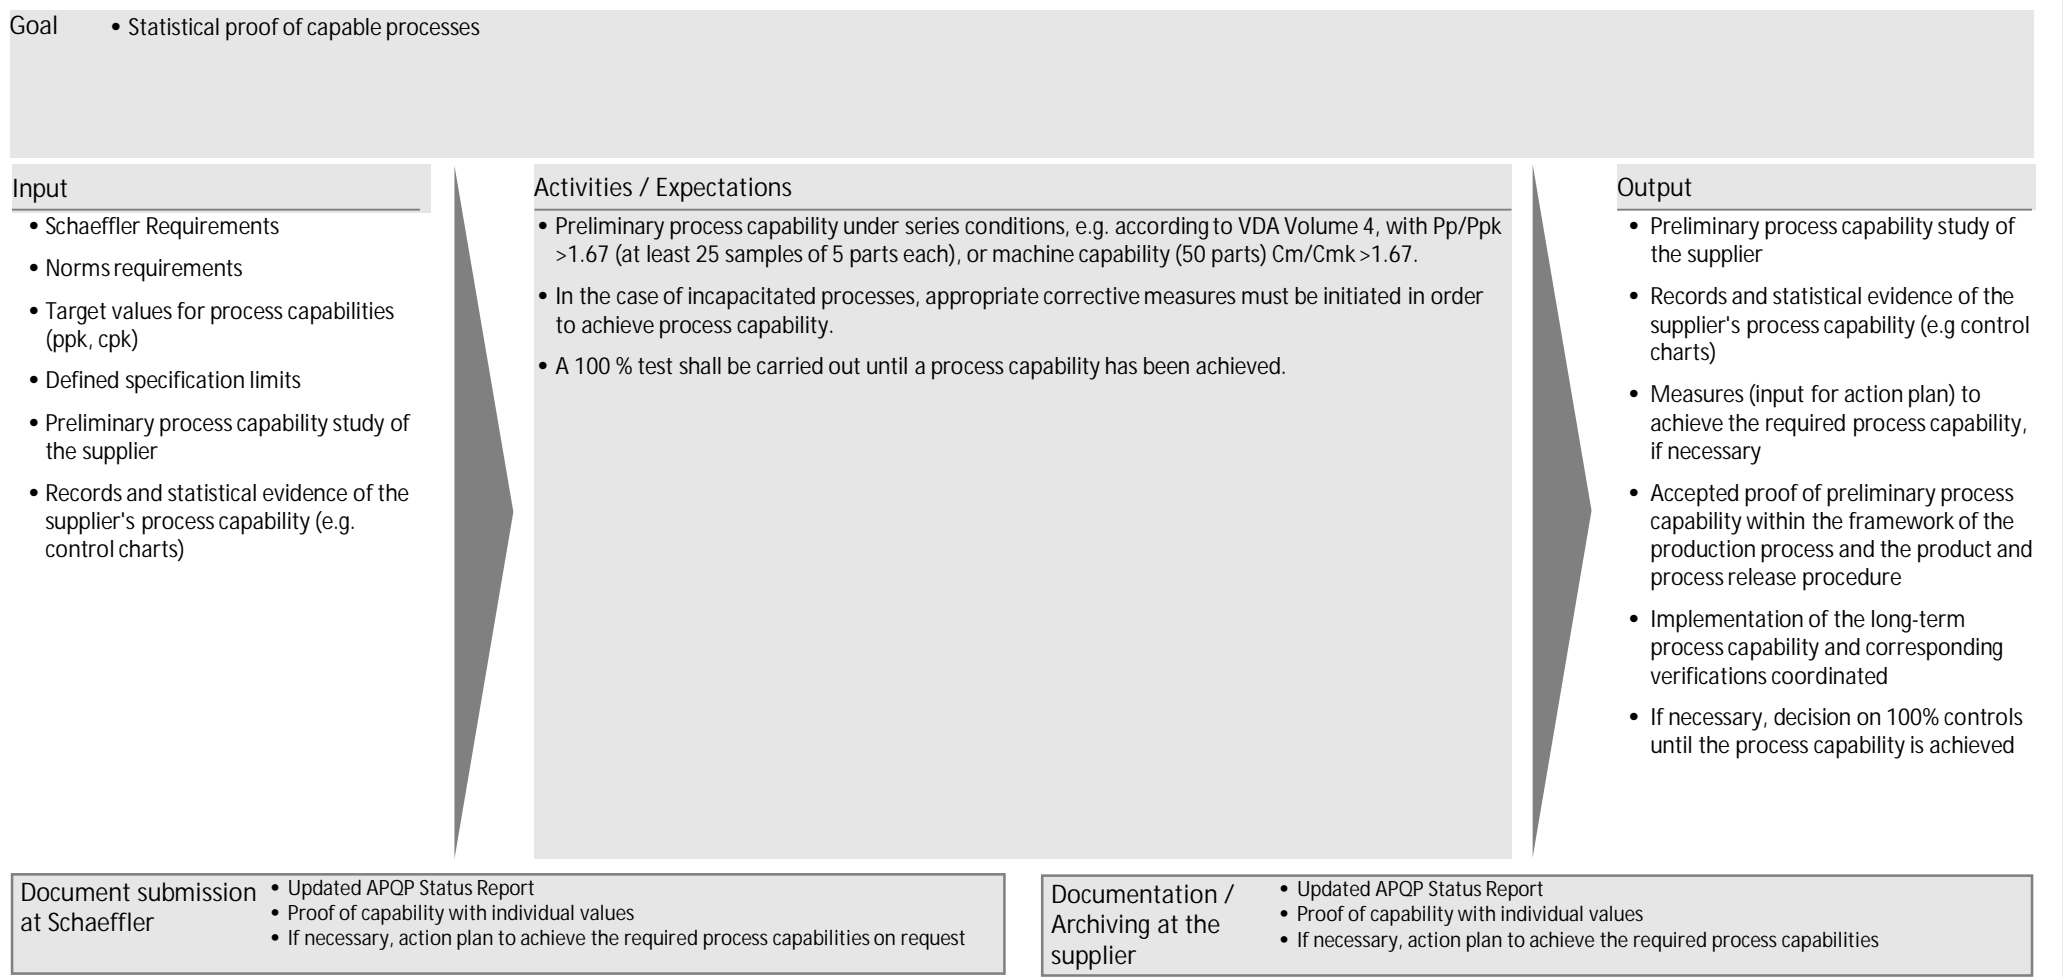 Goal
• Statistical proof of capable processes
Input
• Schaeffler Requirements
• Norms requirements
• Target values for process capabilities
(ppk, cpk)
• Defined specification limits
• Preliminary process capability study of
the supplier
• Records and statistical evidence of the
supplier's process capability (e.g.
control charts)
Activities / Expectations
• Preliminary process capability under series conditions, e.g. according to VDA Volume 4, with Pp/Ppk
>1.67 (at least 25 samples of 5 parts each), or machine capability (50 parts) Cm/Cmk >1.67.
• In the case of incapacitated processes, appropriate corrective measures must be initiated in order
to achieve process capability.
• A 100 % test shall be carried out until a process capability has been achieved.
Output
• Preliminary process capability study of
the supplier
• Records and statistical evidence of the
supplier's process capability (e.g control
charts)
• Measures (input for action plan) to
achieve the required process capability,
if necessary
• Accepted proof of preliminary process
capability within the framework of the
production process and the product and
process release procedure
• Implementation of the long-term
process capability and corresponding
verifications coordinated
• If necessary, decision on 100% controls
until the process capability is achieved
Document submission
at Schaeffler
• Updated APQP Status Report
• Proof of capability with individual values
• If necessary, action plan to achieve the required process capabilities on request
Documentation /
Archiving at the
supplier
• Updated APQP Status Report
• Proof of capability with individual values
• If necessary, action plan to achieve the required process capabilities